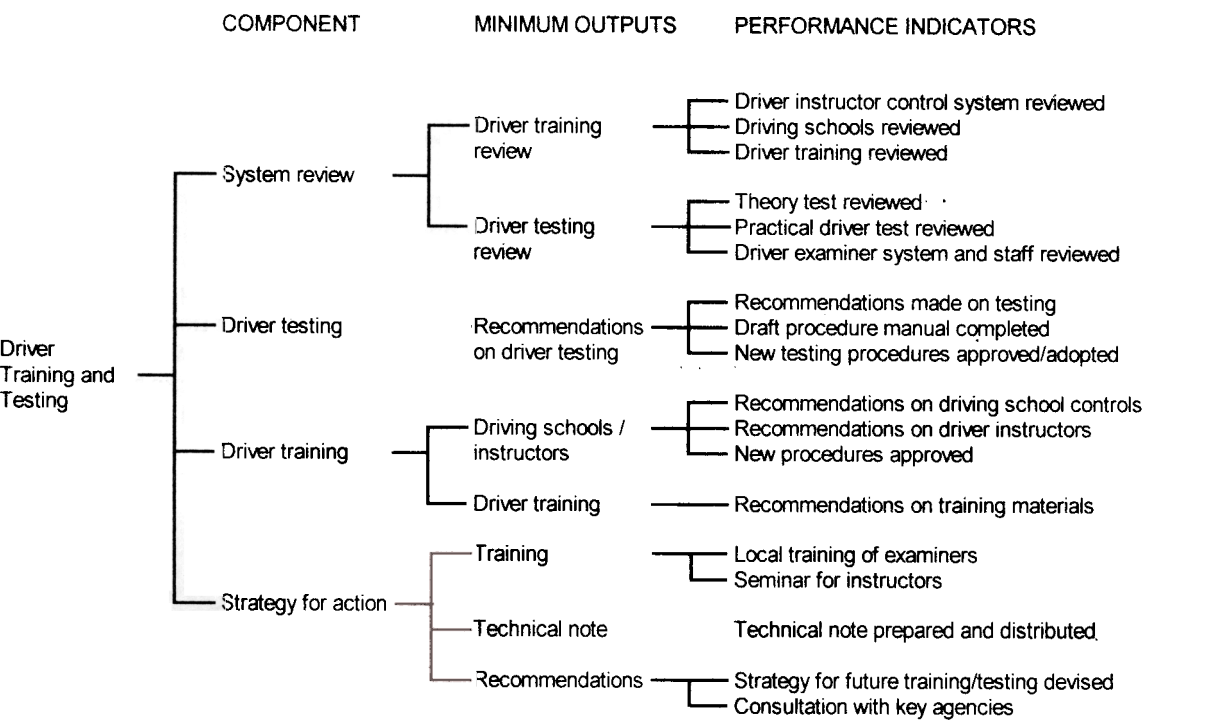 COMPONENT MINIMUM OUTPUTS PERFORMANCE INDICATORS
Driver instructor control system reviewed
Driver training Driving schools reviewed
review Driver training reviewed
System review
Theory test reviewed
Driver testing Practical driver test reviewed
review Driver examiner system and staff reviewed
Recommendations made on testing
Driver testing Recommendations Draft procedure manual completed
on driver testing New testing procedures approved/adopted
Driver
Training and
Testing
Recommendations on driving school controls
Driving schools / Recommendations on driver instructors
Driver training instructors New procedures approved
Driver training Recommendations on training materials
Training Local training of examiners
Seminar for instructors
Strategy for action
Technical note Technical note prepared and distributed.
Recommendations Strategy for future training/testing devised
Consultation with key agencies